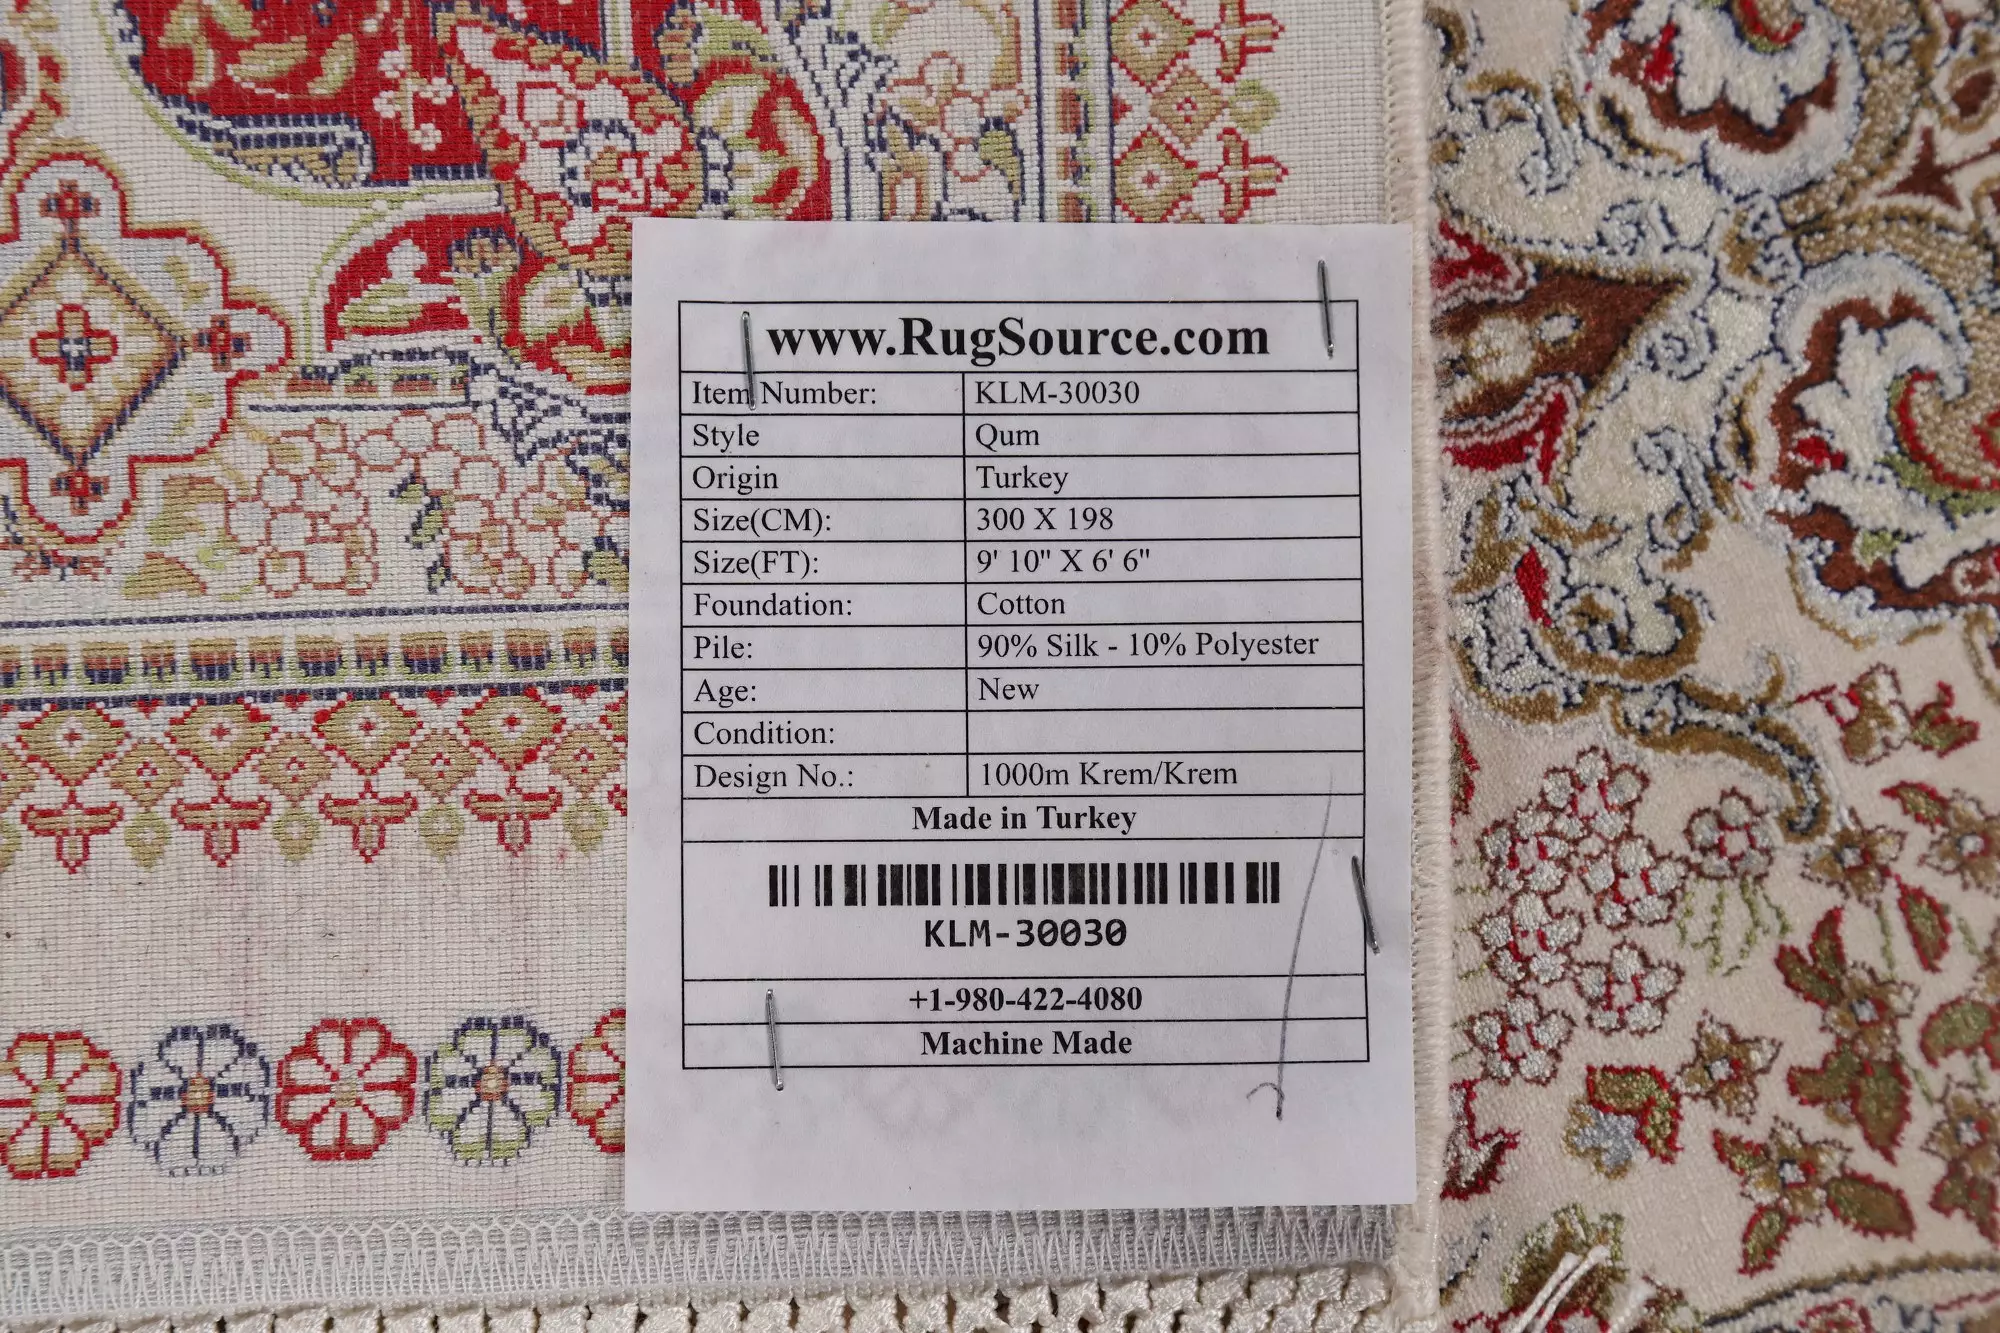 www.RugSource.com
Item Number: KLM-30030
Style Qum
Origin Turkey
Size(CM): 300 X 198
Size(FT): 9' 10" X 6' 6"
Foundation: Cotton
Pile: 90% Silk - 10% Polyester
Age: New
Condition:
Design No.: 1000m Krem/Krem
Made in Turkey
KLM-30030
+1-980-422-4080
Machine Made